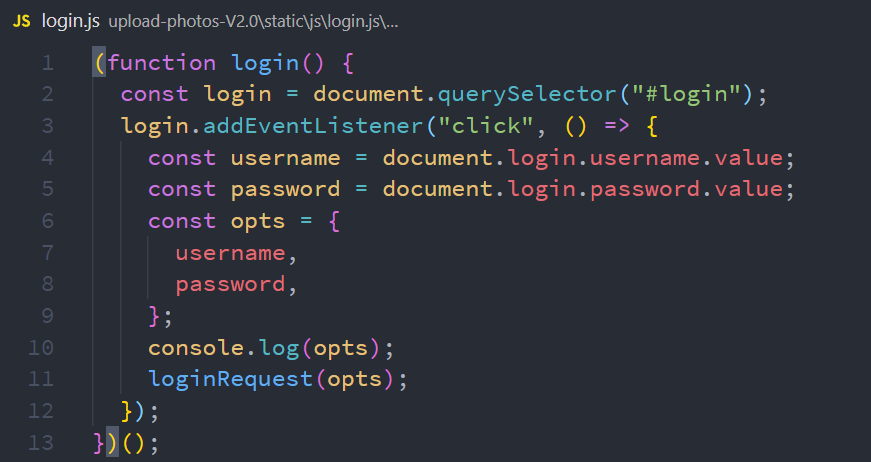 JS login.js upload-photos-V2.0\static\js\login.js\...
1 (function login() {
2 const login = document.querySelector("#login");
3 login.addEventListener("click", () => {
4 const username = document.login.username.value;
5 const password = document.login.password.value;
6 const opts = {
7 username,
8 password,
9 };
10 console.log(opts);
11 loginRequest(opts);
12 });
13 })();